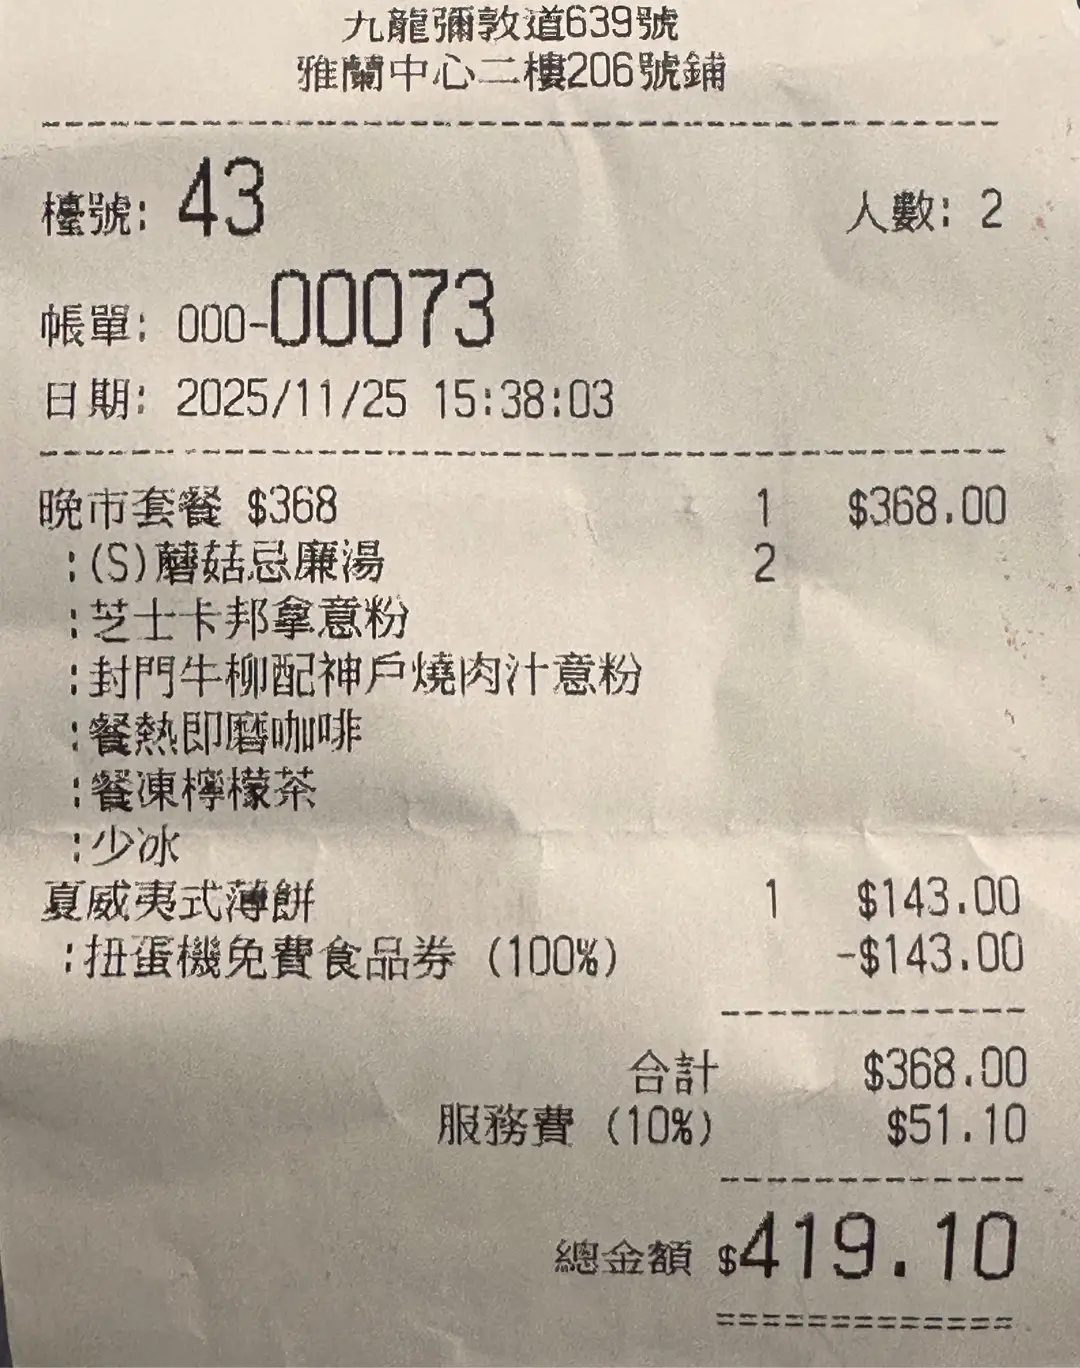 九龍彌敦道639號
雅蘭中心二樓206號鋪
檯號: 43 人數: 2
帳單: 000-00073
日期: 2025/11/25 15:38:03
晚市套餐 $368 1 $368.00
:(S)蘑菇忌廉湯 2
:芝士卡邦拿意粉
:封門牛柳配神戶燒肉汁意粉
:餐熱即磨咖啡
:餐凍檸檬茶
:少冰
夏威夷式薄餅 1 $143.00
:扭蛋機免費食品券 (100%) -$143.00
合計 $368.00
服務費 (10%) $51.10
總金額 $419.10